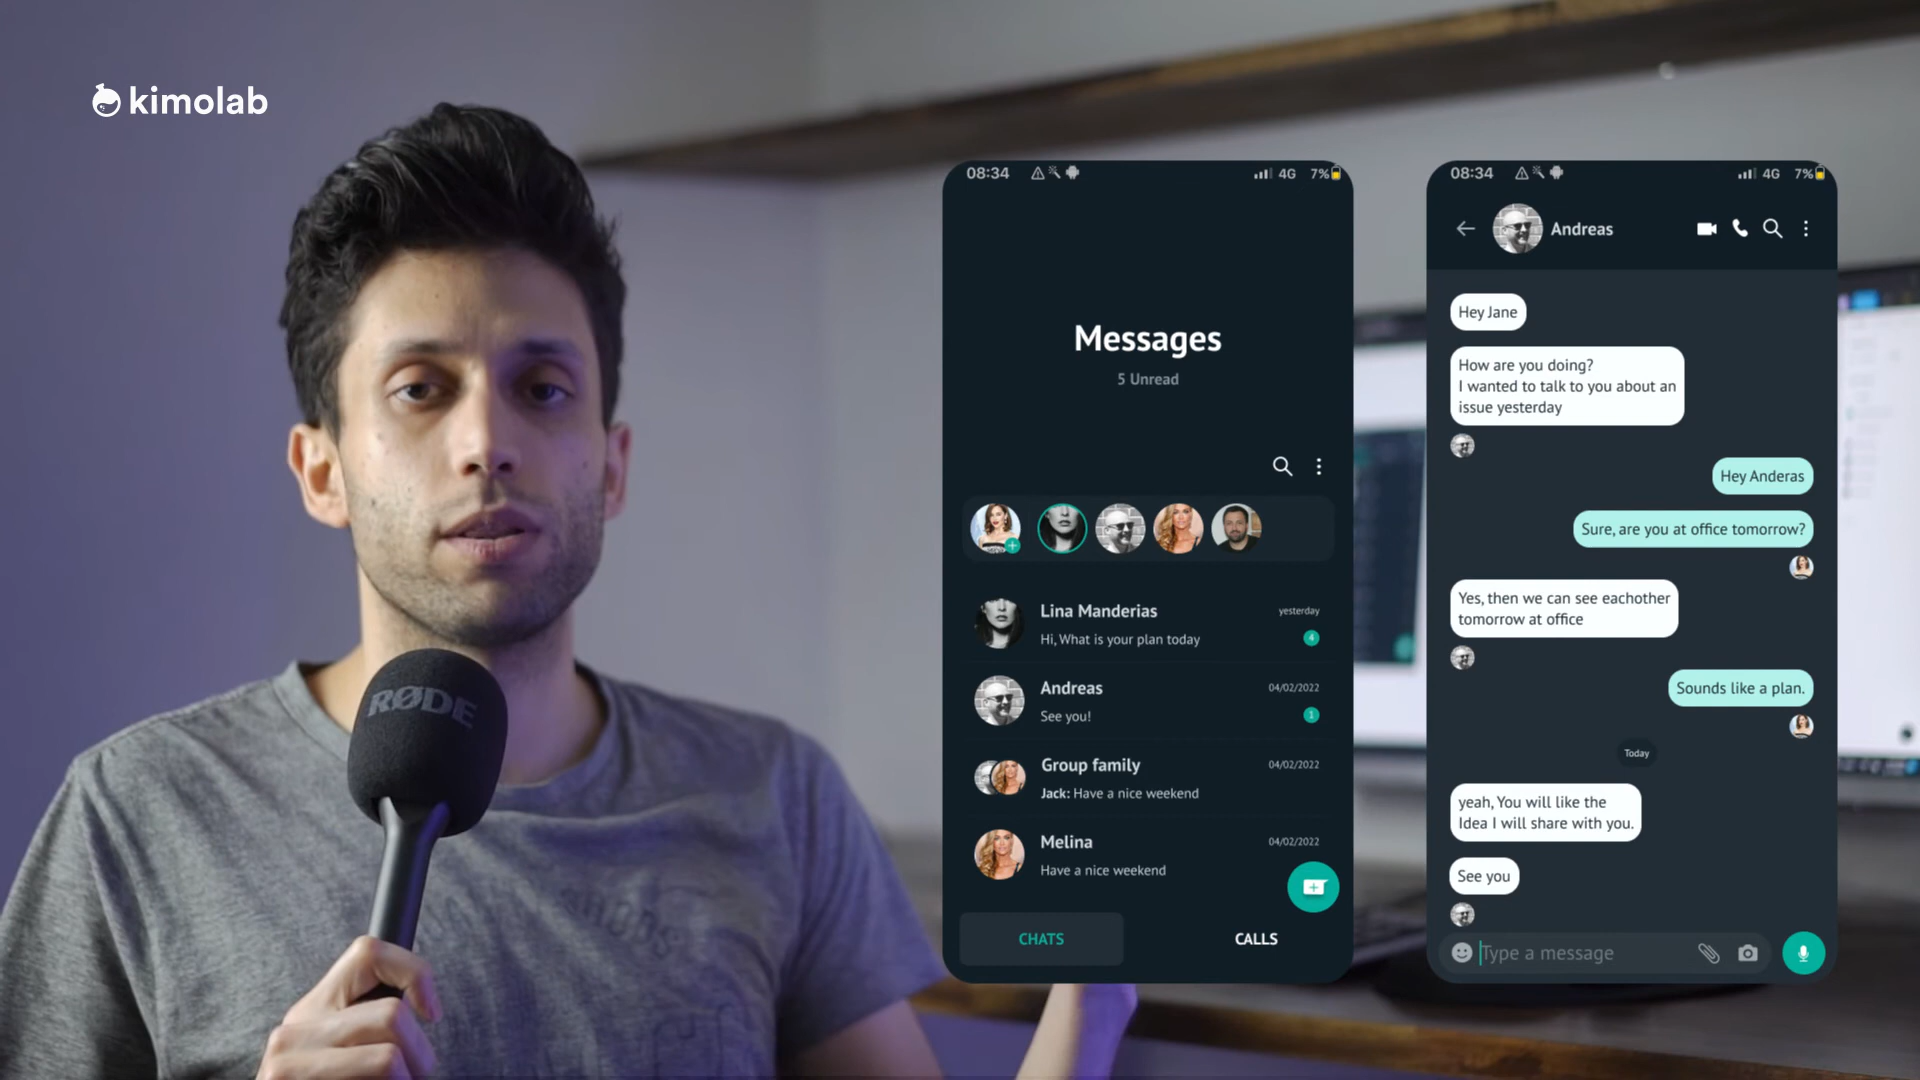 kimolab
RØDE
08:34
4G 7%
Messages
5 Unread
Lina Manderias
yesterday
Hi, What is your plan today
4
Andreas
04/02/2022
See you!
1
Group family
04/02/2022
Jack: Have a nice weekend
Melina
04/02/2022
Have a nice weekend
CHATS
CALLS
08:34
4G 7%
Andreas
Hey Jane
How are you doing?
I wanted to talk to you about an
issue yesterday
Hey Anderas
Sure, are you at office tomorrow?
Yes, then we can see eachother
tomorrow at office
Sounds like a plan.
Today
yeah, You will like the
Idea I will share with you.
See you
Type a message